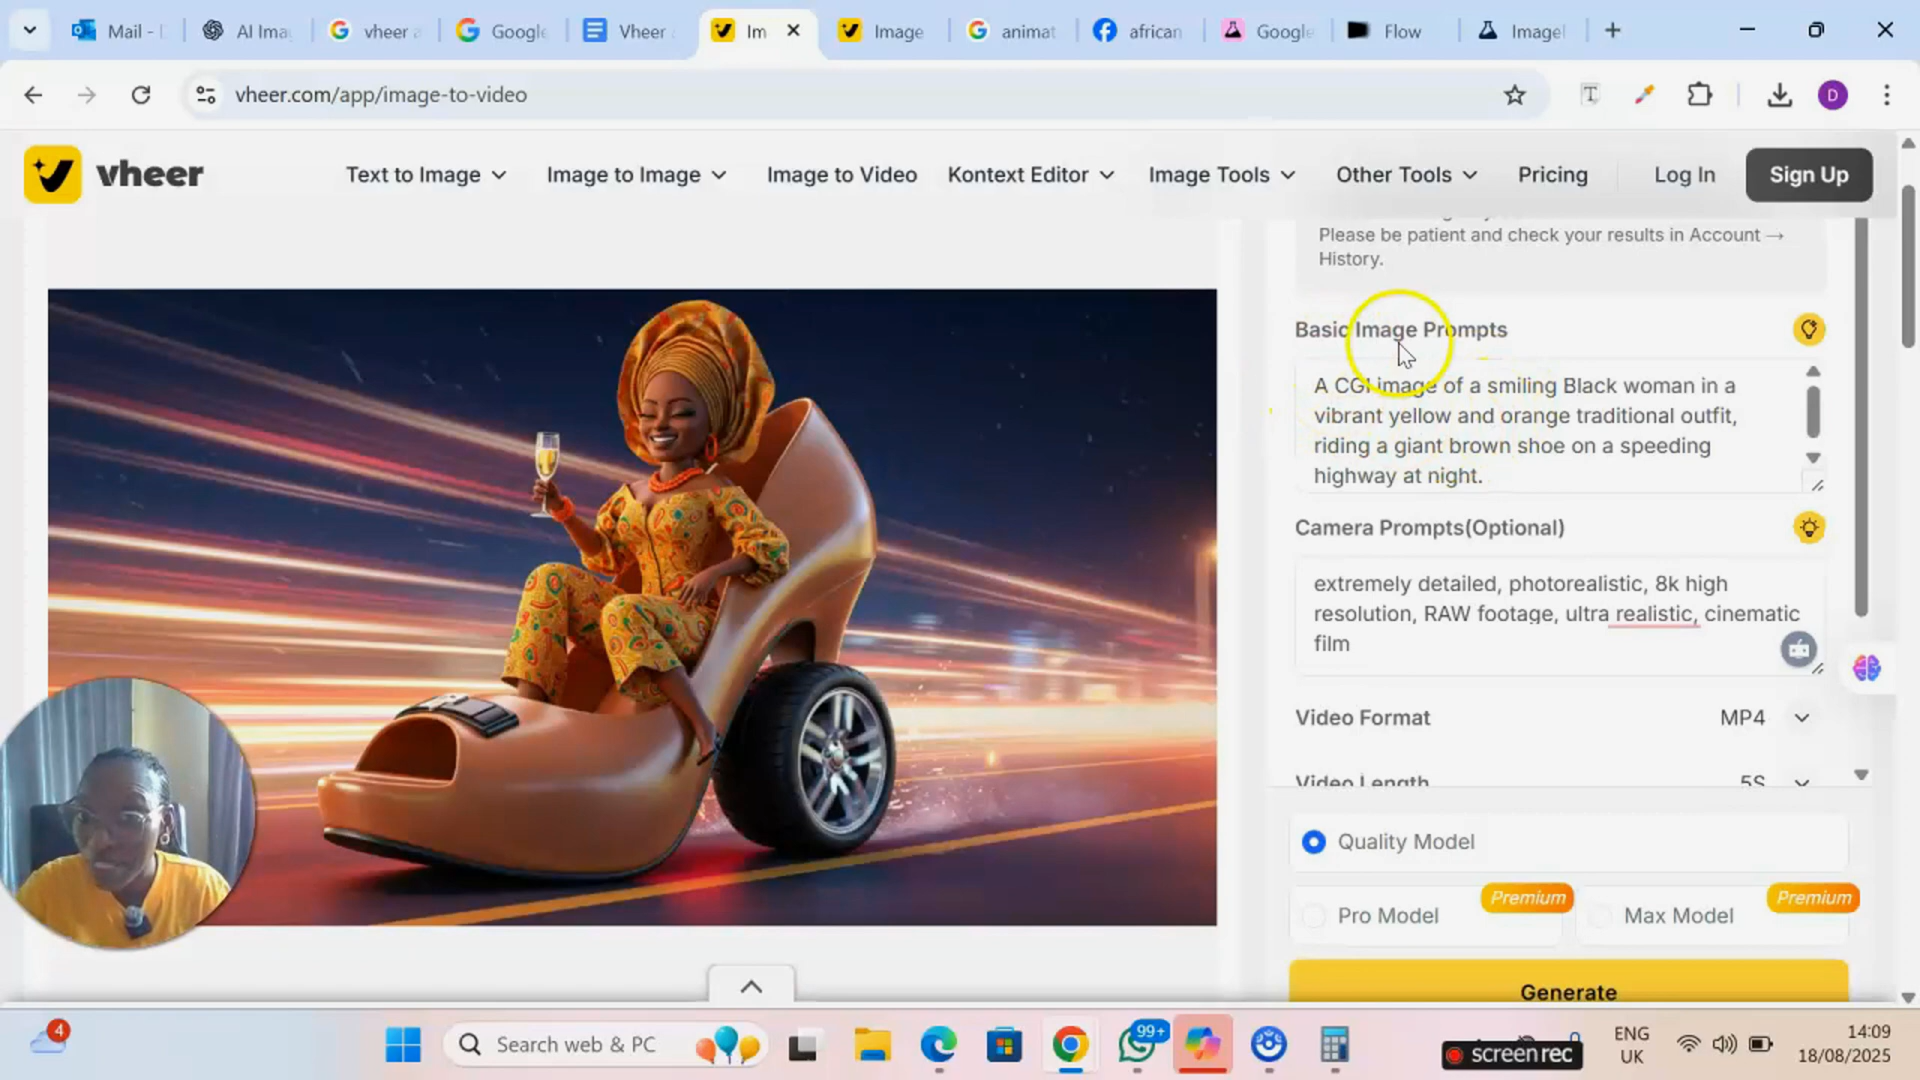 Mail - 
AI Ima
vheer a
Google
Vheer
Im
Image
animat
african
Google
Flow
Image
vheer.com/app/image-to-video
D
vheer
Text to Image
Image to Image
Image to Video
Kontext Editor
Image Tools
Other Tools
Pricing
Log In
Sign Up
Please be patient and check your results in Account →
History.
Basic Image Prompts
A CGI image of a smiling Black woman in a
vibrant yellow and orange traditional outfit,
riding a giant brown shoe on a speeding
highway at night.
Camera Prompts(Optional)
extremely detailed, photorealistic, 8k high
resolution, RAW footage, ultra realistic, cinematic
film
Video Format
MP4
Video Length
5S
Quality Model
Premium
Premium
Pro Model
Max Model
Generate
4
Search web & PC
99+
screen rec
ENG
UK
14:09
18/08/2025